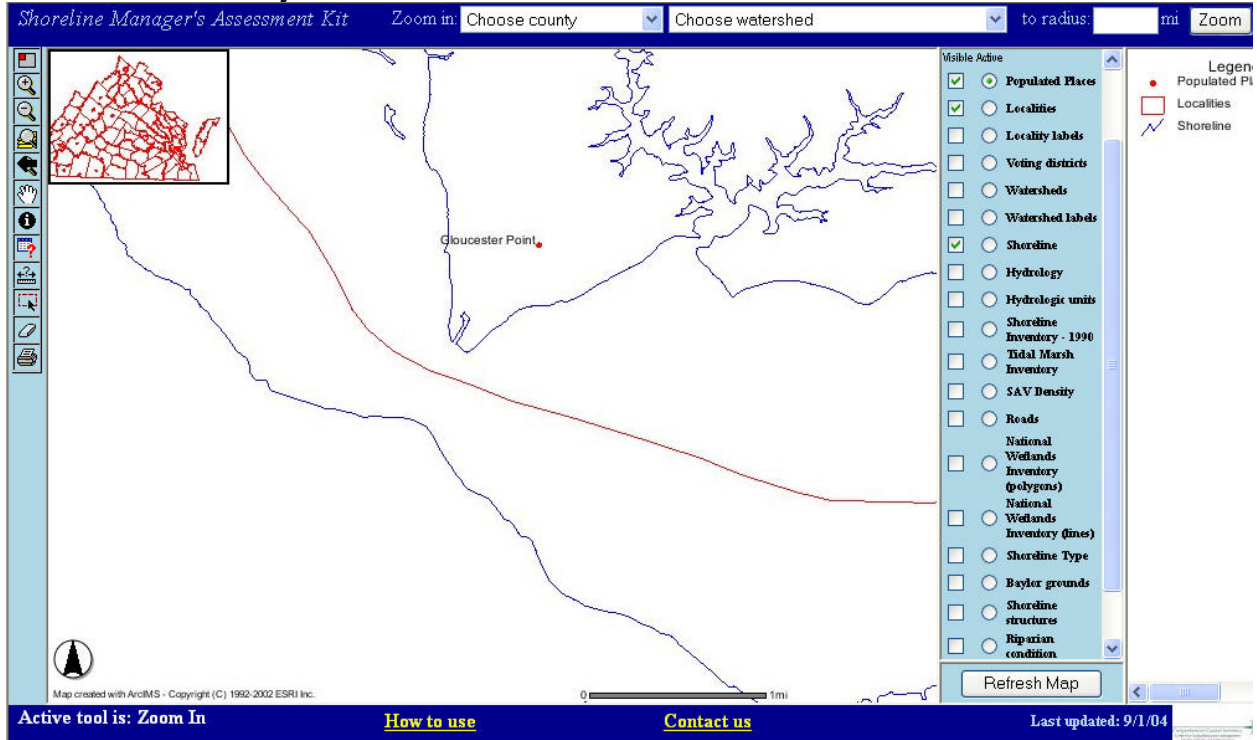 Shoreline Manager's Assessment Kit Zoom in: Choose county Choose watershed to radius: mi Zoom
Visible Active
Populated Places
Localities
Locality labels
Voting districts
Watersheds
Watershed labels
Shoreline
Hydrology
Hydrologic units
Shoreline
Inventory - 1990
Tidal Marsh
Inventory
SAV Density
Roads
National
Wetlands
Inventory
(polygons)
National
Wetlands
Inventory (lines)
Shoreline Type
Baylor grounds
Shoreline
structures
Riparian
condition
Refresh Map
Legen
Populated Pl
Localities
Shoreline
Gloucester Point
Map created with ArcIMS - Copyright (C) 1992-2002 ESRI Inc.
0 1mi
Active tool is: Zoom In How to use Contact us Last updated: 9/1/04